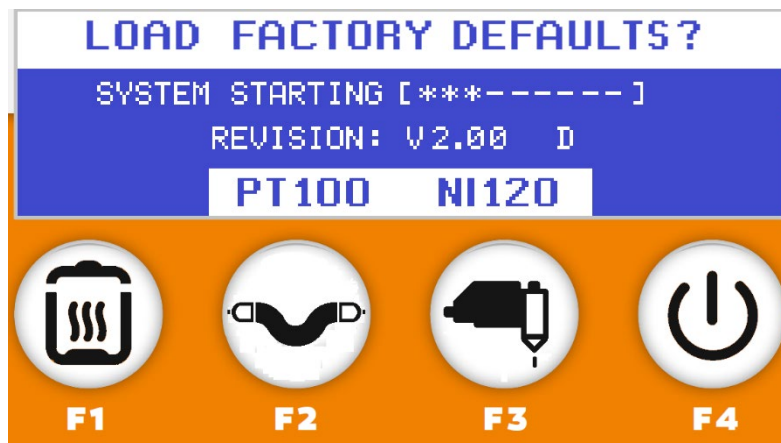 LOAD FACTORY DEFAULTS?
SYSTEM STARTING [***------]
REVISION: V2.00 D
PT100 NI120
F1 F2 F3 F4